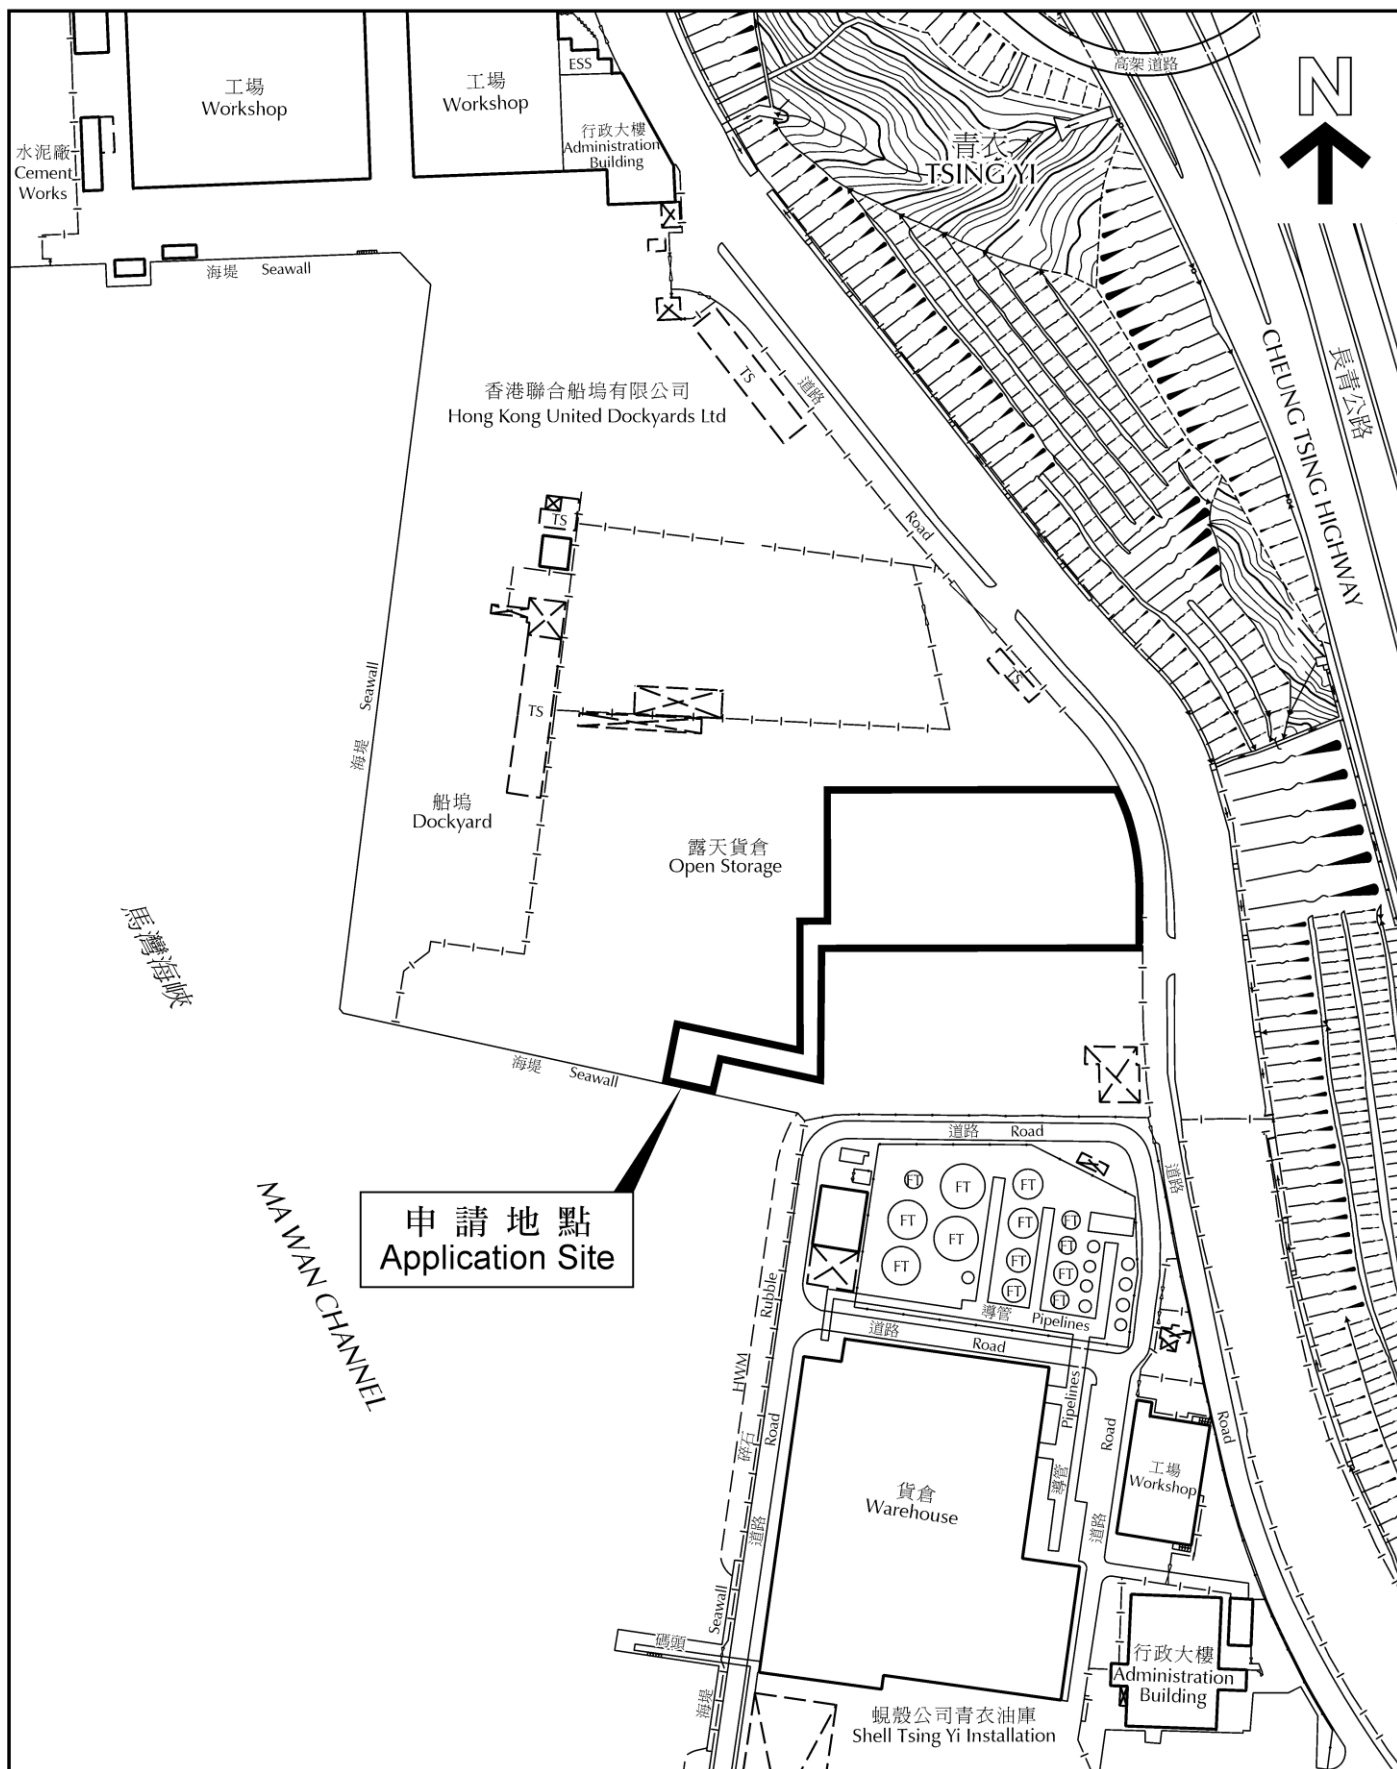 高架道路
N
ESS
工場
Workshop
工場
Workshop
行政大樓
Administration
Building
水泥廠
Cement
Works
青衣
TSING YI
海堤 Seawall
CHEUNG TSING HIGHWAY
長青公路
TS
道路
Road
香港聯合船塢有限公司
Hong Kong United Dockyards Ltd
TS
TS
TS
海堤 Seawall
船塢
Dockyard
露天貨倉
Open Storage
馬灣海峽
海堤 Seawall
申請地點
Application Site
MA WAN CHANNEL
道路 Road
道路
Road
FT
FT
FT
FT
FT
FT
FT
FT
FT
FT
FT
FT
FT
FT
導管 Pipelines
道路 Road
Rubble
碎石
HWM
Road
道路
Pipelines
導管
Road
道路
貨倉
Warehouse
工場
Workshop
Seawall
海堤
碼頭
行政大樓
Administration
Building
蜆殼公司青衣油庫
Shell Tsing Yi Installation